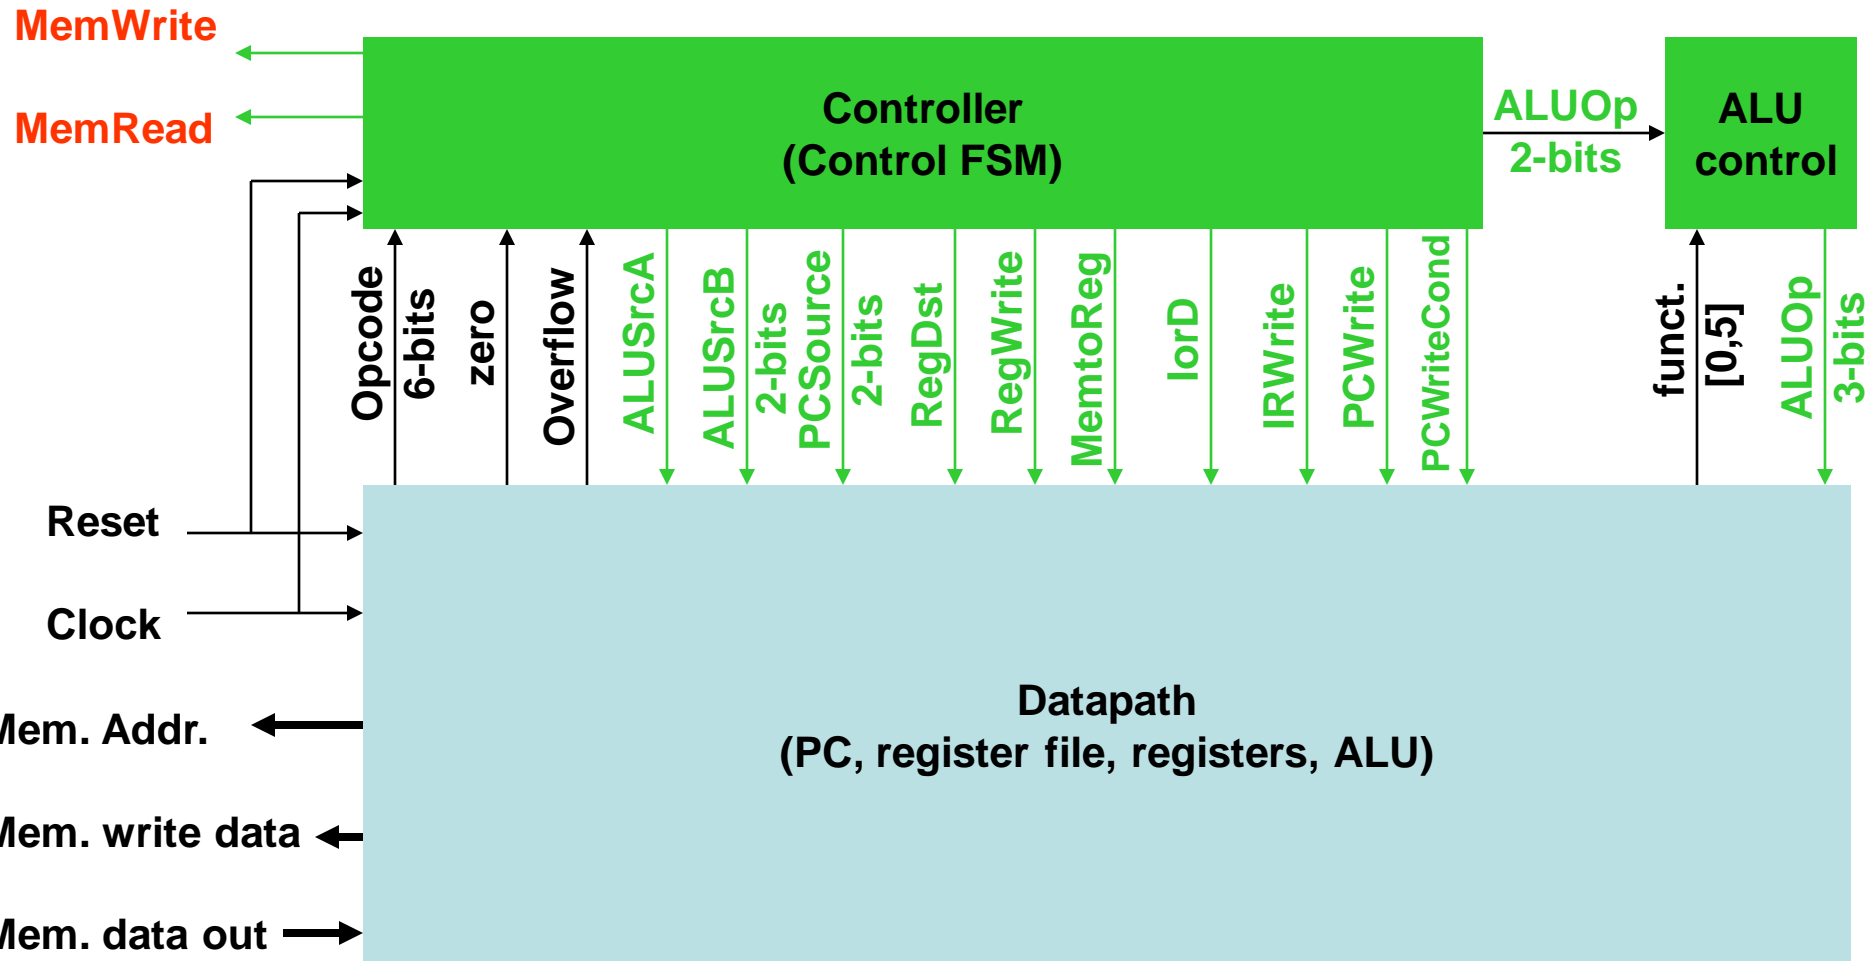 MemWrite
MemRead
Controller
(Control FSM)
ALUOp
2-bits
ALU
control
Opcode
6-bits
zero
Overflow
ALUSrcA
ALUSrcB
2-bits
PCSource
2-bits
RegDst
RegWrite
MemtoReg
IorD
IRWrite
PCWrite
PCWriteCond
funct.
[0,5]
ALUOp
3-bits
Reset
Clock
Mem. Addr.
Mem. write data
Mem. data out
Datapath
(PC, register file, registers, ALU)